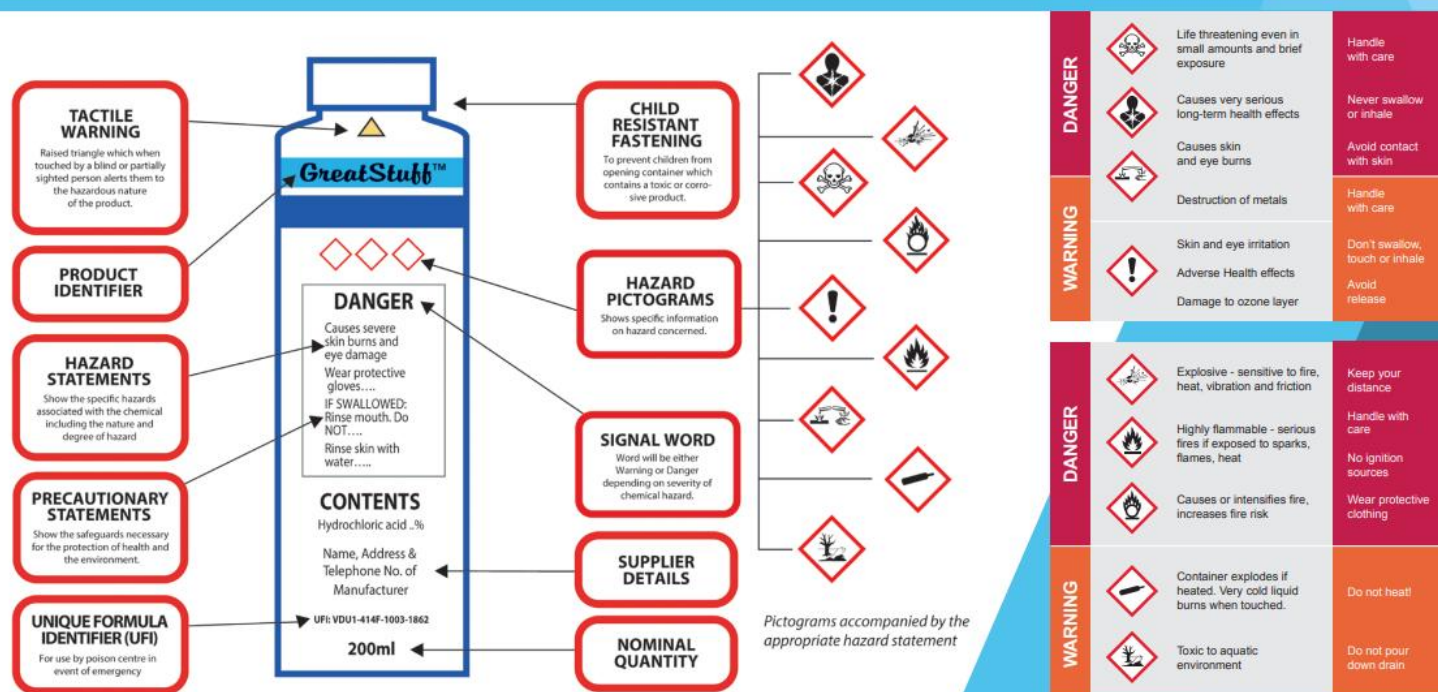 TACTILE
WARNING
Raised triangle which when
touched by a blind or partially
sighted person alerts them to
the hazardous nature
of the product.
PRODUCT
IDENTIFIER
HAZARD
STATEMENTS
Show the specific hazards
associated with the chemical
including the nature and
degree of hazard
PRECAUTIONARY
STATEMENTS
Show the safeguards necessary
for the protection of health and
the environment.
UNIQUE FORMULA
IDENTIFIER (UFI)
For use by poison centre in
event of emergency
GreatStuff™
DANGER
Causes severe
skin burns and
eye damage
Wear protective
gloves....
IF SWALLOWED:
Rinse mouth. Do
NOT....
Rinse skin with
water.....
CONTENTS
Hydrochloric acid ..%
Name, Address &
Telephone No. of
Manufacturer
UFI: VDU1-414F-1003-1862
200ml
CHILD
RESISTANT
FASTENING
To prevent children from
opening container which
contains a toxic or corro-
sive product.
HAZARD
PICTOGRAMS
Shows specific information
on hazard concerned.
SIGNAL WORD
Word will be either
Warning or Danger
depending on severity of
chemical hazard.
SUPPLIER
DETAILS
NOMINAL
QUANTITY
Pictograms accompanied by the
appropriate hazard statement
DANGER
Life threatening even in
small amounts and brief
exposure
Handle
with care
Causes very serious
long-term health effects
Never swallow
or inhale
Causes skin
and eye burns
Avoid contact
with skin
WARNING
Destruction of metals
Handle
with care
Skin and eye irritation
Don't swallow,
touch or inhale
Adverse Health effects
Damage to ozone layer
Avoid
release
DANGER
Explosive - sensitive to fire,
heat, vibration and friction
Keep your
distance
Highly flammable - serious
fires if exposed to sparks,
flames, heat
Handle with
care
No ignition
sources
Causes or intensifies fire,
increases fire risk
Wear protective
clothing
WARNING
Container explodes if
heated. Very cold liquid
burns when touched.
Do not heat!
Toxic to aquatic
environment
Do not pour
down drain